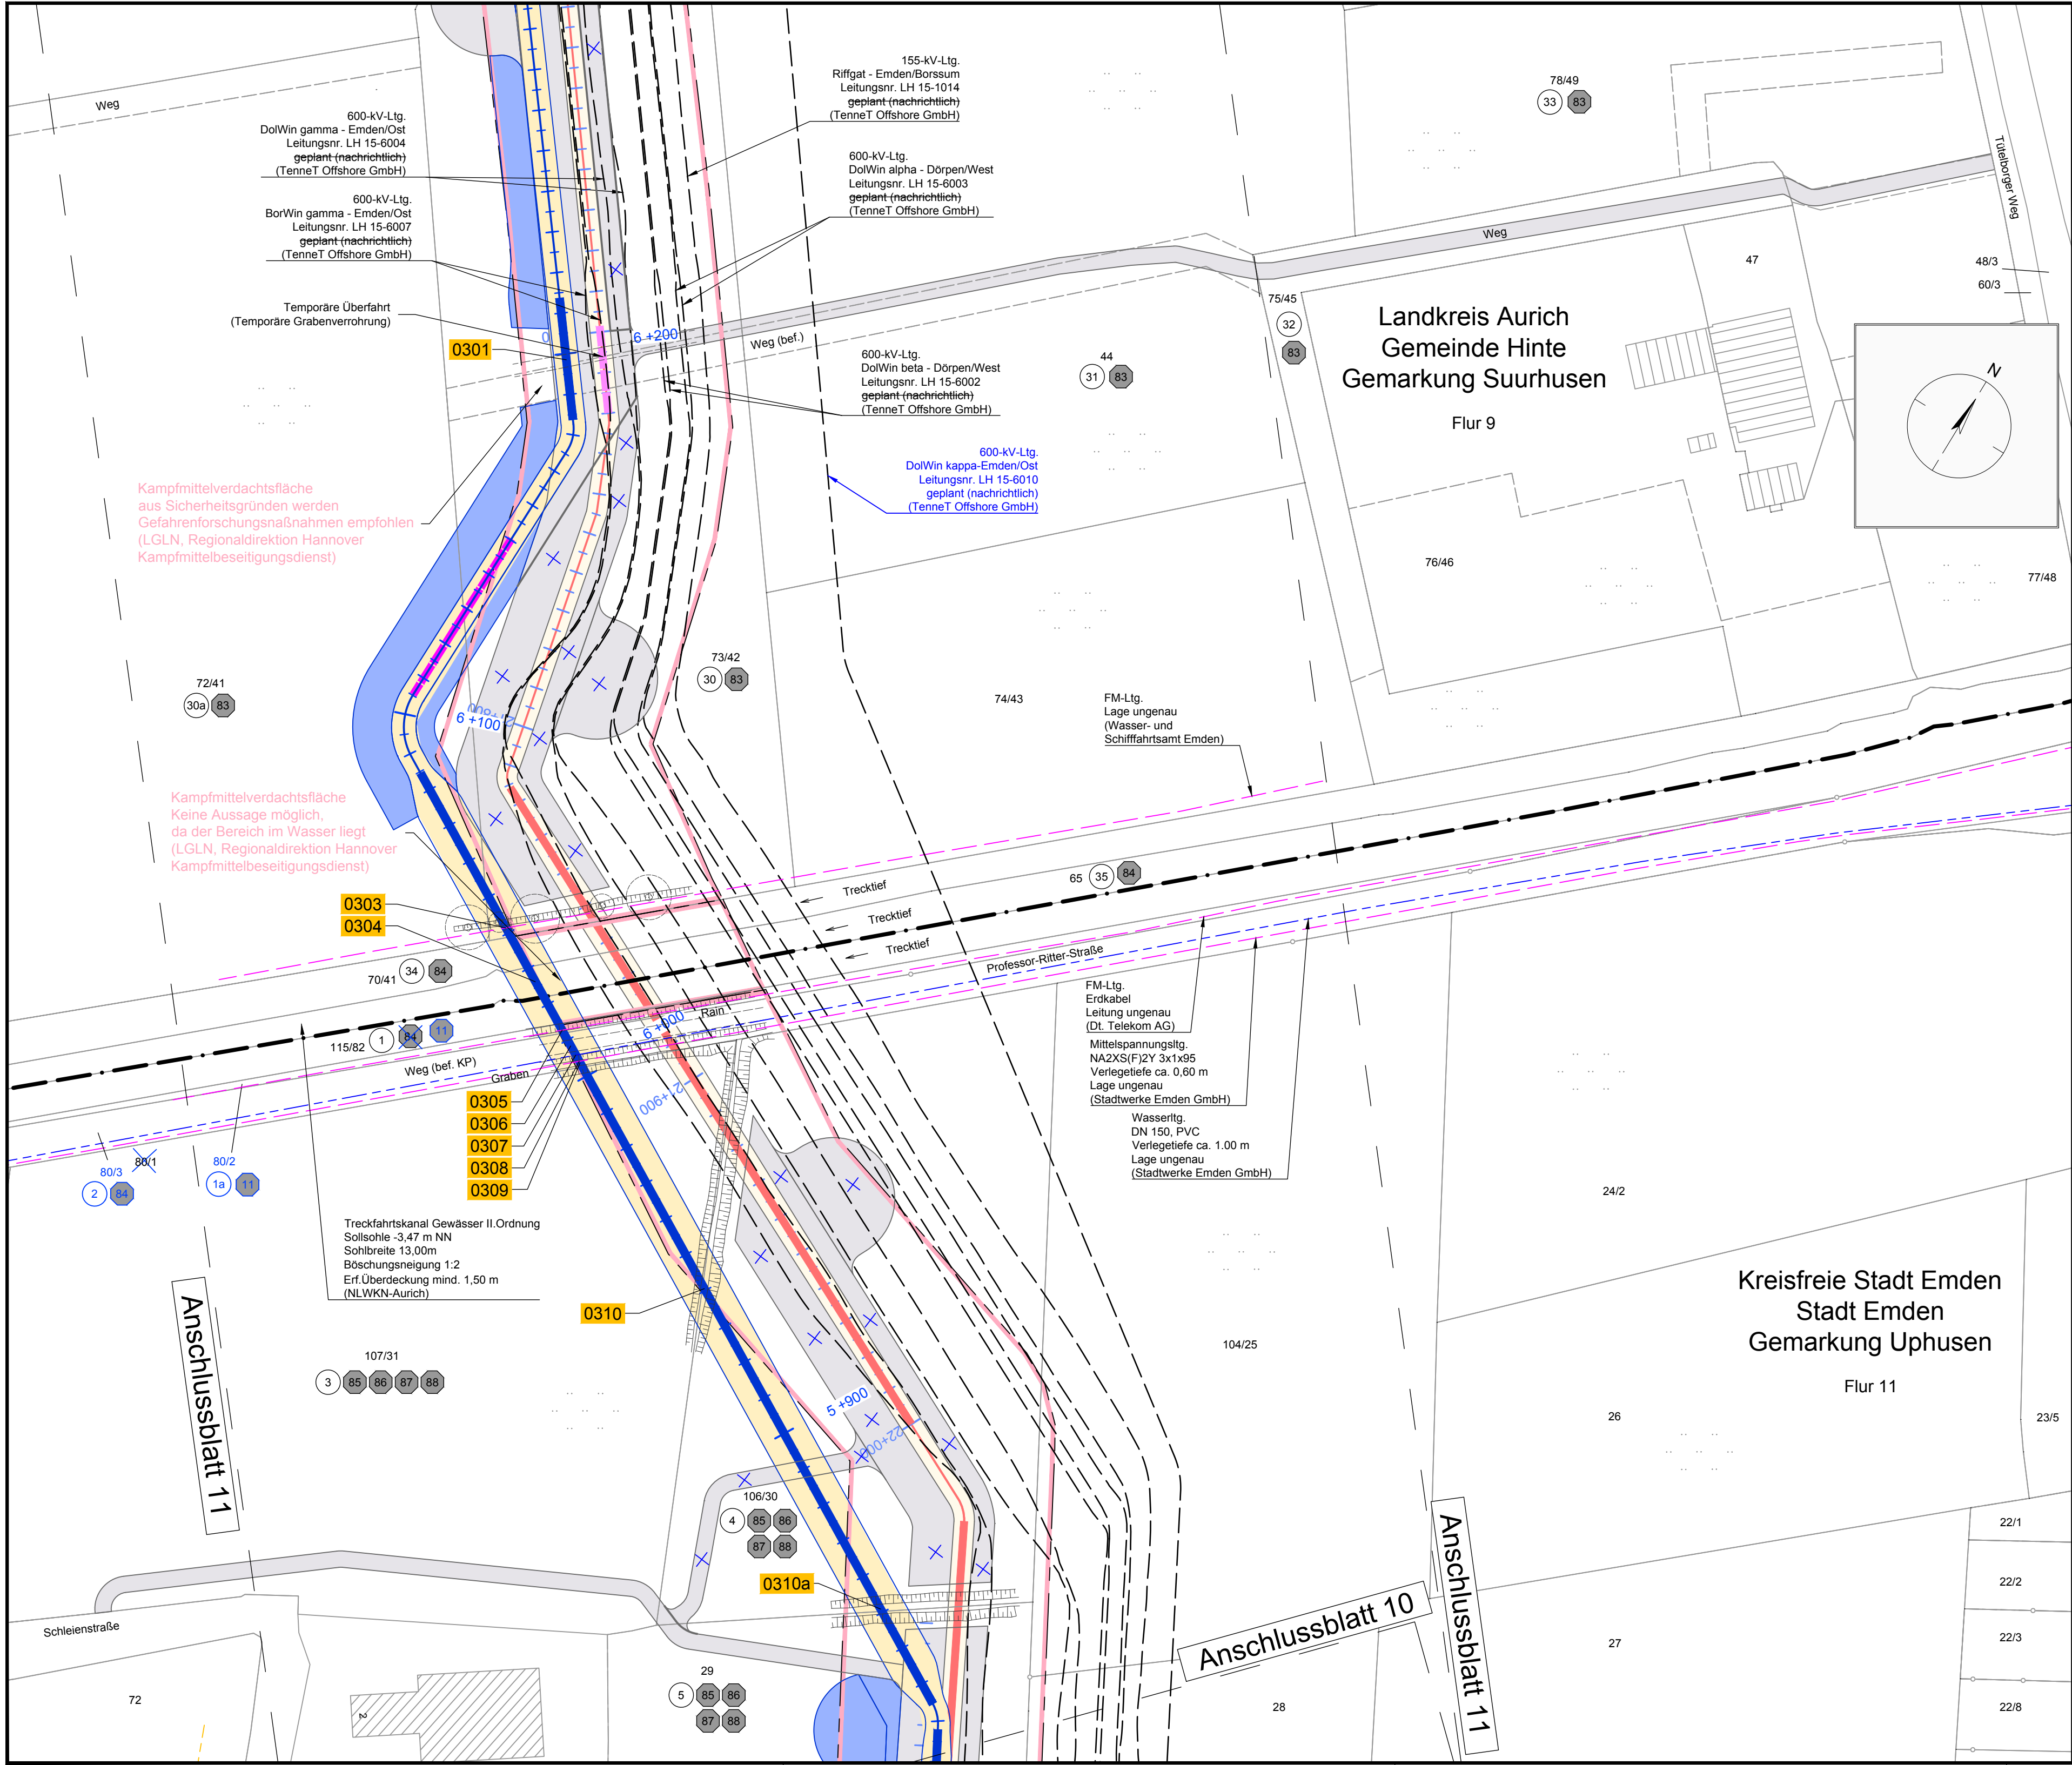 Weg
600-kV-Ltg.
DolWin gamma - Emden/Ost
Leitungsnr. LH 15-6004
geplant (nachrichtlich)
(TenneT Offshore GmbH)
600-kV-Ltg.
BorWin gamma - Emden/Ost
Leitungsnr. LH 15-6007
geplant (nachrichtlich)
(TenneT Offshore GmbH)
Temporäre Überfahrt
(Temporäre Grabenverrohrung)
0301
155-kV-Ltg.
Riffgat - Emden/Borssum
Leitungsnr. LH 15-1014
geplant (nachrichtlich)
(TenneT Offshore GmbH)
600-kV-Ltg.
DolWin alpha - Dörpen/West
Leitungsnr. LH 15-6003
geplant (nachrichtlich)
(TenneT Offshore GmbH)
0
6 +200
Weg (bef.)
600-kV-Ltg.
DolWin beta - Dörpen/West
Leitungsnr. LH 15-6002
geplant (nachrichtlich)
(TenneT Offshore GmbH)
600-kV-Ltg.
DolWin kappa-Emden/Ost
Leitungsnr. LH 15-6010
geplant (nachrichtlich)
(TenneT Offshore GmbH)
78/49
33 83
Tütelborger Weg
Weg
47
48/3
60/3
75/45
32
83
44
31 83
Landkreis Aurich
Gemeinde Hinte
Gemarkung Suurhusen
Flur 9
N
76/46
77/48
Kampfmittelverdachtsfläche
aus Sicherheitsgründen werden
Gefahrenforschungsnaßnahmen empfohlen
(LGLN, Regionaldirektion Hannover
Kampfmittelbeseitigungsdienst)
72/41
30a 83
6 +100
73/42
30 83
74/43
FM-Ltg.
Lage ungenau
(Wasser- und
Schifffahrtsamt Emden)
Kampfmittelverdachtsfläche
Keine Aussage möglich,
da der Bereich im Wasser liegt
(LGLN, Regionaldirektion Hannover
Kampfmittelbeseitigungsdienst)
0303
0304
Trecktief
Trecktief
Trecktief
65 35 84
70/41 34 84
115/82 1 84 11
Weg (bef. KP)
Graben
Rain
6 +000
21+900
Professor-Ritter-Straße
FM-Ltg.
Erdkabel
Leitung ungenau
(Dt. Telekom AG)
Mittelspannungsltg.
NA2XS(F)2Y 3x1x95
Verlegetiefe ca. 0,60 m
Lage ungenau
(Stadtwerke Emden GmbH)
Wasserltg.
DN 150, PVC
Verlegetiefe ca. 1.00 m
Lage ungenau
(Stadtwerke Emden GmbH)
0305
0306
0307
0308
0309
80/3
80/1
2 84
80/2
1a 11
Treckfahrtskanal Gewässer II.Ordnung
Sollsohle -3,47 m NN
Sohlbreite 13,00m
Böschungsneigung 1:2
Erf.Überdeckung mind. 1,50 m
(NLWKN-Aurich)
0310
Anschlussblatt 11
107/31
3 85 86 87 88
5 +900
22+000
104/25
24/2
Kreisfreie Stadt Emden
Stadt Emden
Gemarkung Uphusen
Flur 11
26
23/5
106/30
4 85 86
87 88
0310a
Anschlussblatt 10
Anschlussblatt 11
22/1
22/2
22/3
22/8
27
28
Schleienstraße
72
2
29
5 85 86
87 88